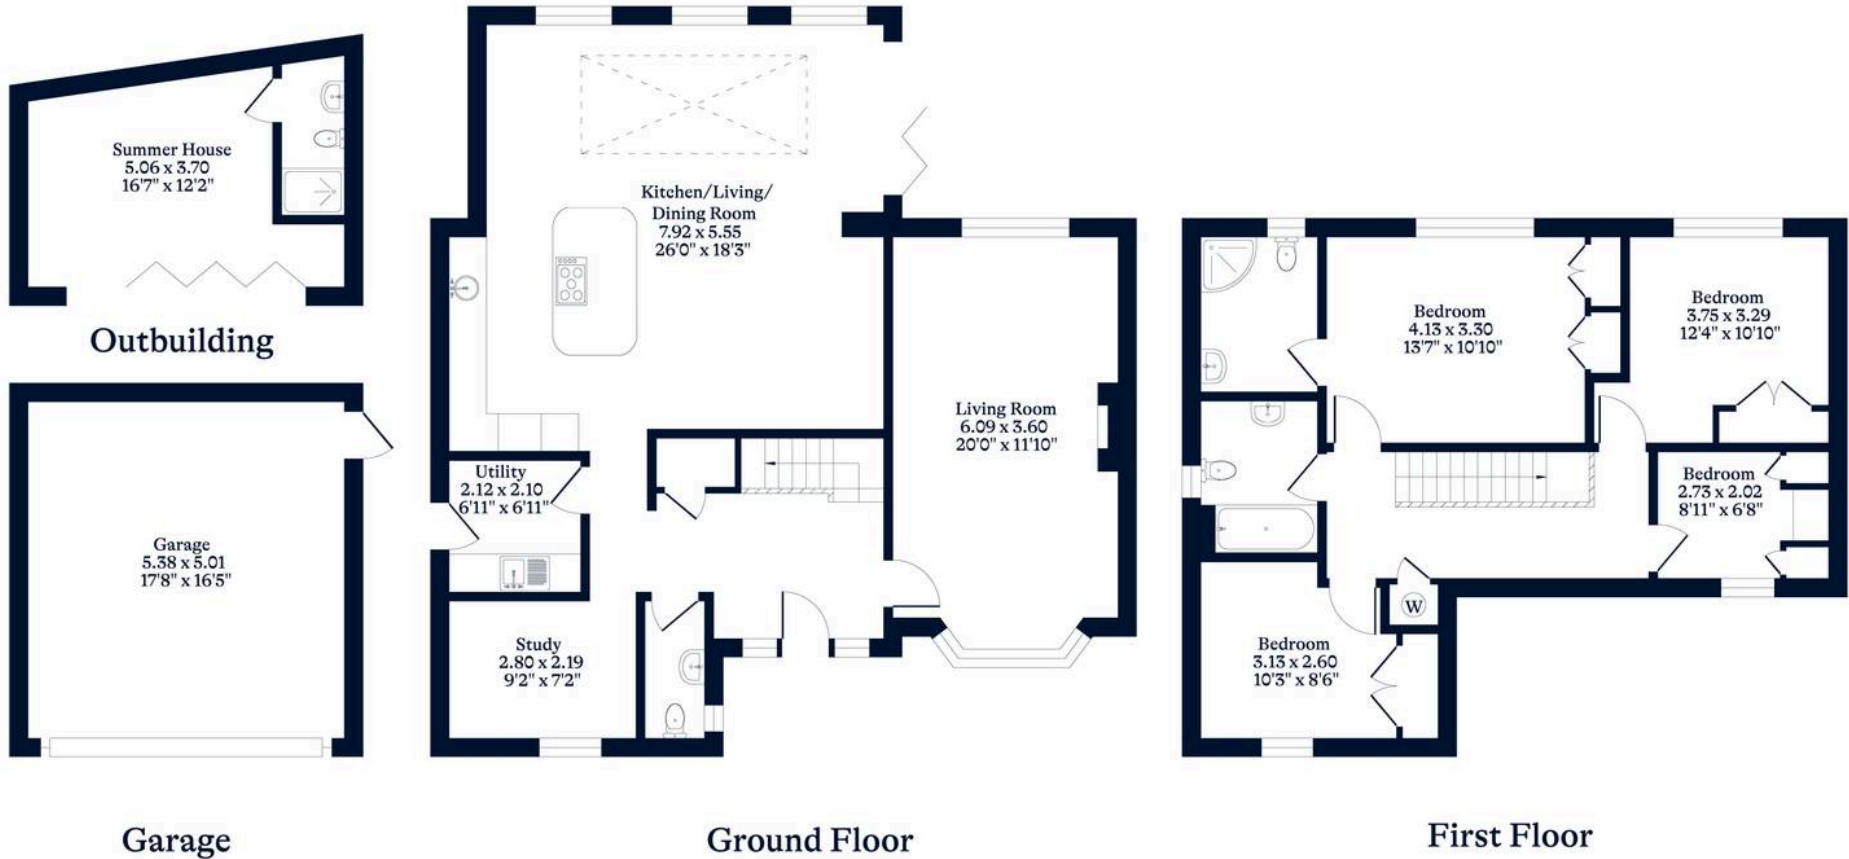 Summer House
5.06 x 3.70
16'7" x 12'2"
Outbuilding
Garage
5.38 x 5.01
17'8" x 16'5"
Garage
Kitchen/Living/
Dining Room
7.92 x 5.55
26'0" x 18'3"
Living Room
6.09 x 3.60
20'0" x 11'10"
Utility
2.12 x 2.10
6'11" x 6'11"
Study
2.80 x 2.19
9'2" x 7'2"
Ground Floor
Bedroom
4.13 x 3.30
13'7" x 10'10"
Bedroom
3.75 x 3.29
12'4" x 10'10"
Bedroom
2.73 x 2.02
8'11" x 6'8"
W
Bedroom
3.13 x 2.60
10'3" x 8'6"
First Floor